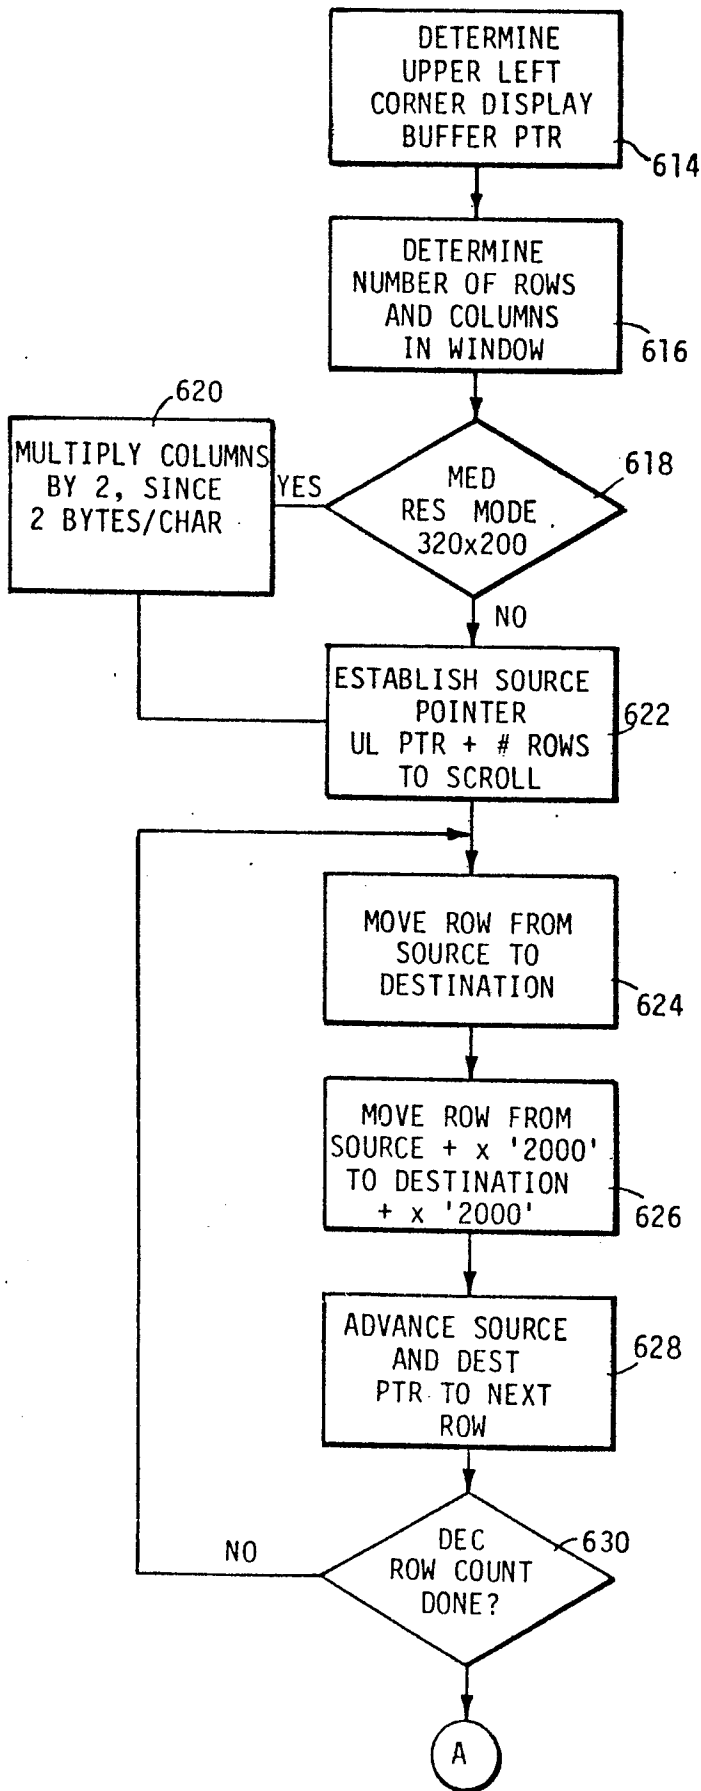 DETERMINE
UPPER LEFT
CORNER DISPLAY
BUFFER PTR
614
DETERMINE
NUMBER OF ROWS
AND COLUMNS
IN WINDOW
616
620
MULTIPLY COLUMNS
BY 2, SINCE
2 BYTES/CHAR
YES
MED
RES MODE
320x200
618
NO
ESTABLISH SOURCE
POINTER
UL PTR + # ROWS
TO SCROLL
622
MOVE ROW FROM
SOURCE TO
DESTINATION
624
MOVE ROW FROM
SOURCE + x '2000'
TO DESTINATION
+ x '2000'
626
ADVANCE SOURCE
AND DEST
PTR TO NEXT
ROW
628
DEC
ROW COUNT
DONE?
630
NO
A